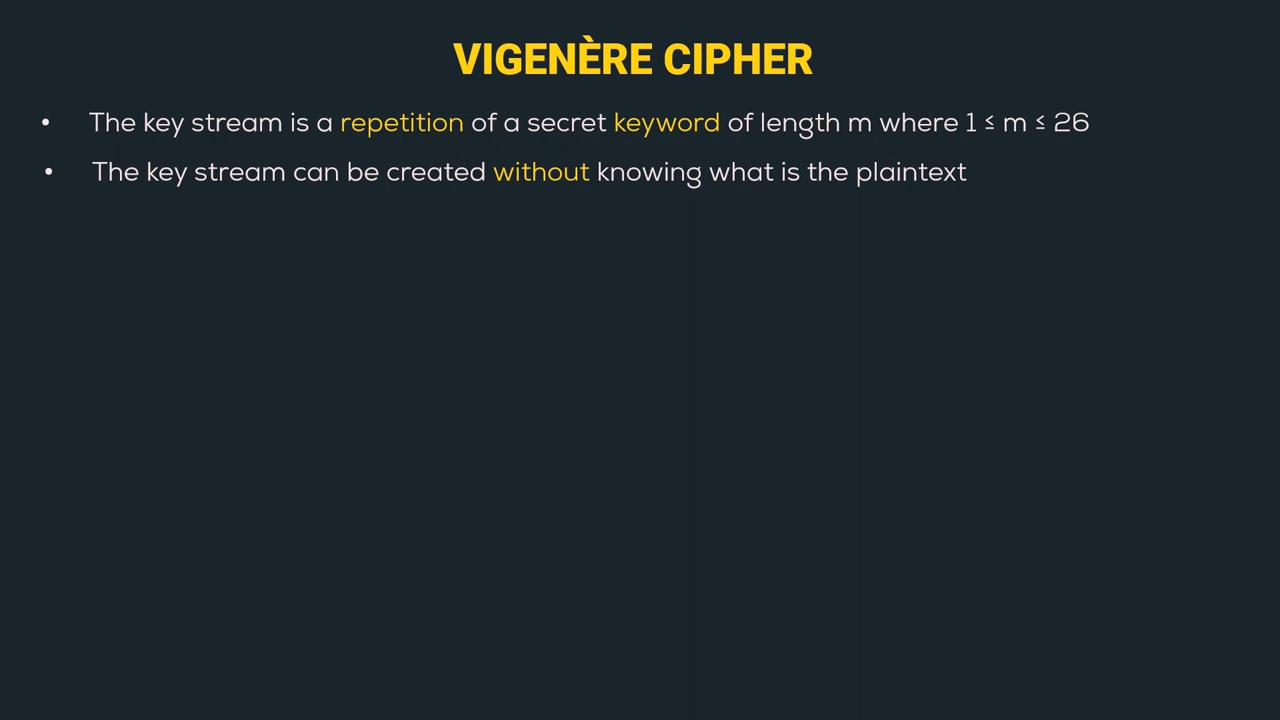 VIGENÈRE CIPHER
• The key stream is a repetition of a secret keyword of length m where 1 ≤ m ≤ 26
• The key stream can be created without knowing what is the plaintext